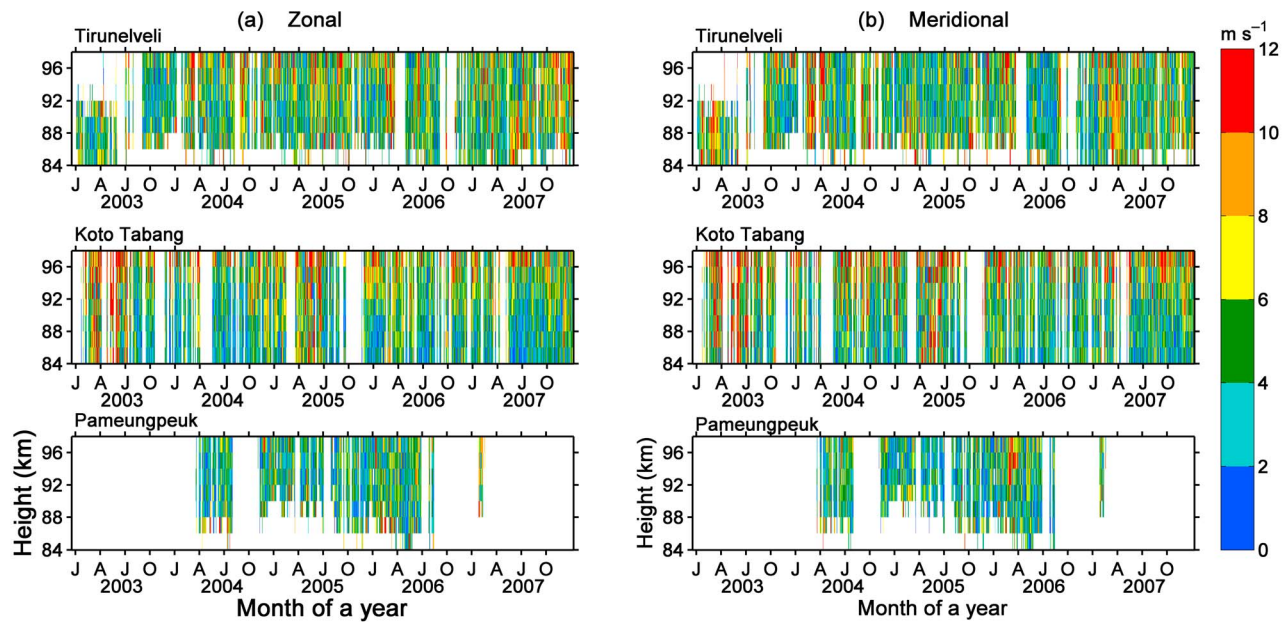 (a) Zonal
(b) Meridional
m s⁻¹
Tirunelveli
Tirunelveli
96
92
88
84
J A J O J A J O J A J O J A J O J A J O
2003 2004 2005 2006 2007
96
92
88
84
J A J O J A J O J A J O J A J O J A J O
2003 2004 2005 2006 2007
Koto Tabang
Koto Tabang
96
92
88
84
J A J O J A J O J A J O J A J O J A J O
2003 2004 2005 2006 2007
96
92
88
84
J A J O J A J O J A J O J A J O J A J O
2003 2004 2005 2006 2007
Pameungpeuk
Pameungpeuk
Height (km)
96
92
88
84
J A J O J A J O J A J O J A J O J A J O
2003 2004 2005 2006 2007
Month of a year
Height (km)
96
92
88
84
J A J O J A J O J A J O J A J O J A J O
2003 2004 2005 2006 2007
Month of a year
12
10
8
6
4
2
0